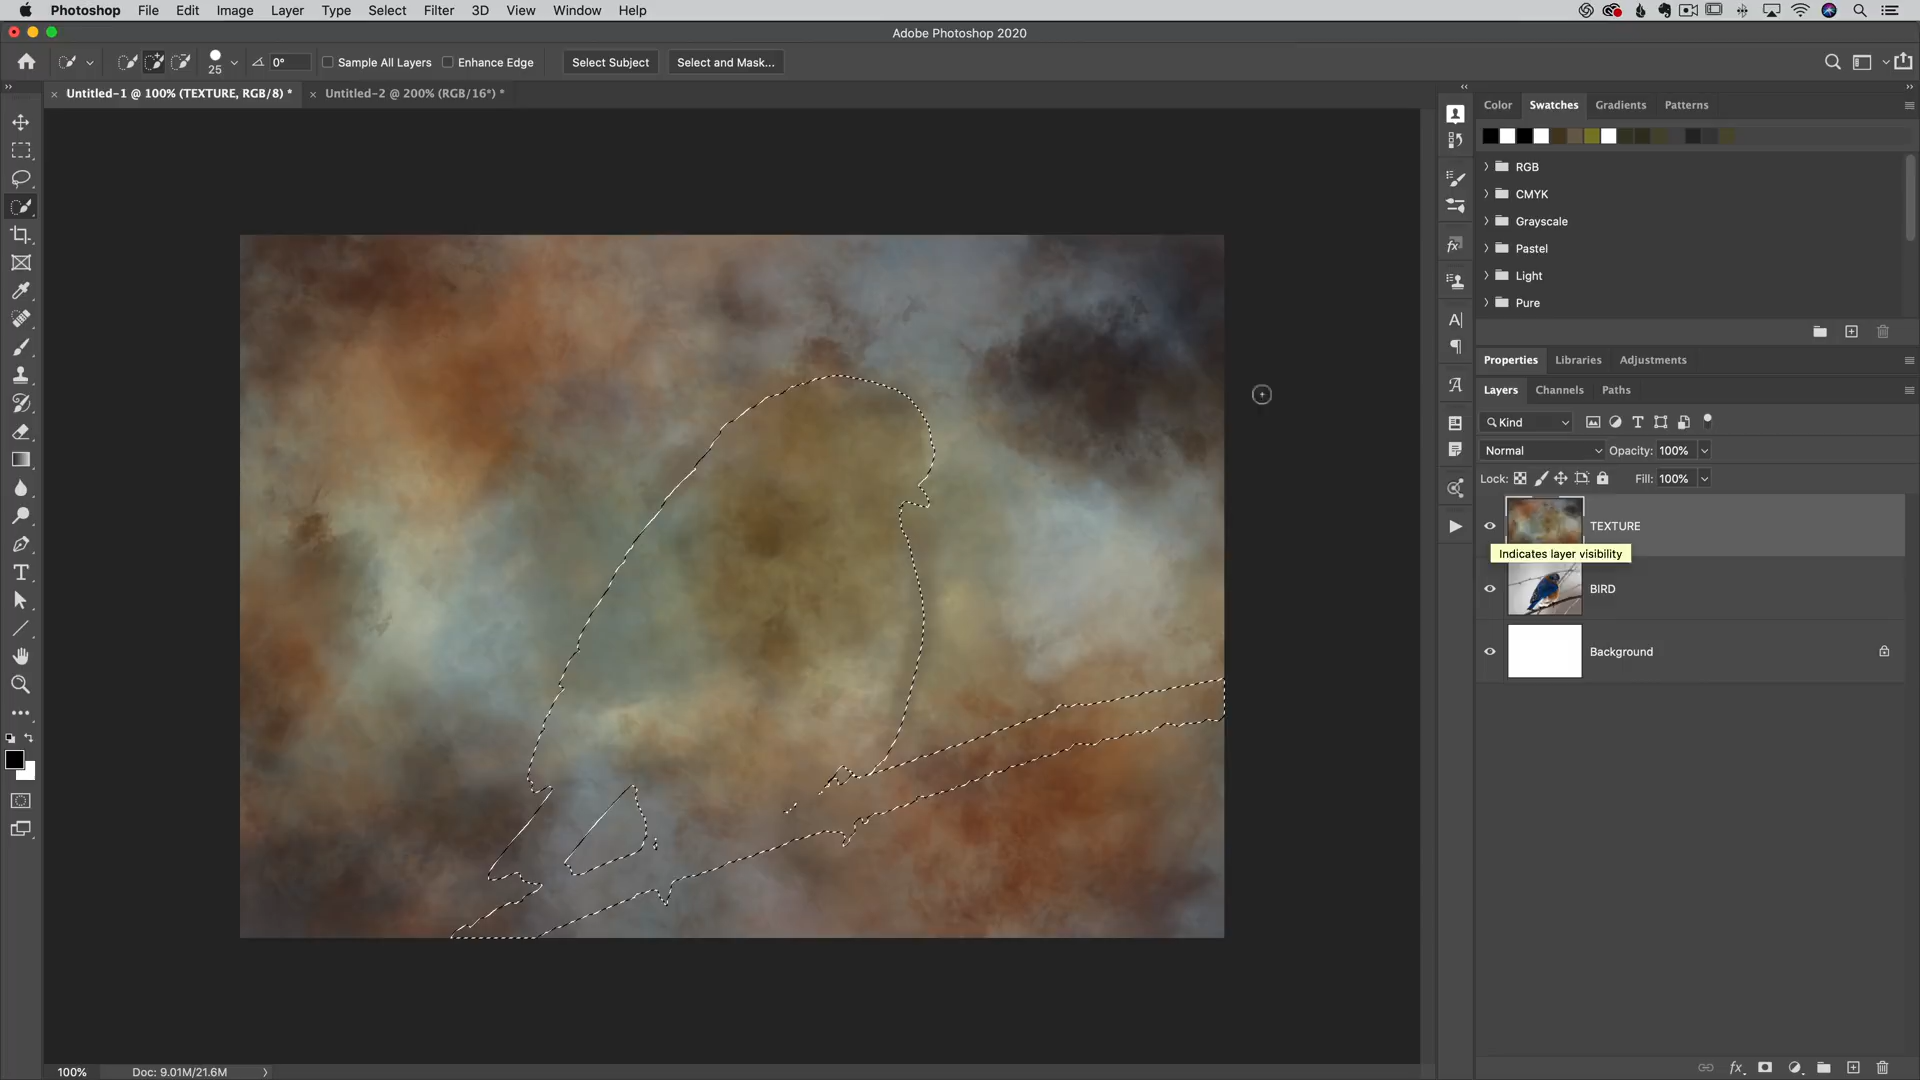 Photoshop File Edit Image Layer Type Select Filter 3D View Window Help
Adobe Photoshop 2020
25 0° Sample All Layers Enhance Edge Select Subject Select and Mask...
Untitled-1 @ 100% (TEXTURE, RGB/8) * Untitled-2 @ 200% (RGB/16*) *
Color Swatches Gradients Patterns
RGB
CMYK
Grayscale
Pastel
Light
Pure
Properties Libraries Adjustments
Layers Channels Paths
Kind
Normal Opacity: 100%
Lock: Fill: 100%
TEXTURE
Indicates layer visibility
BIRD
Background
100% Doc: 9.01M/21.6M